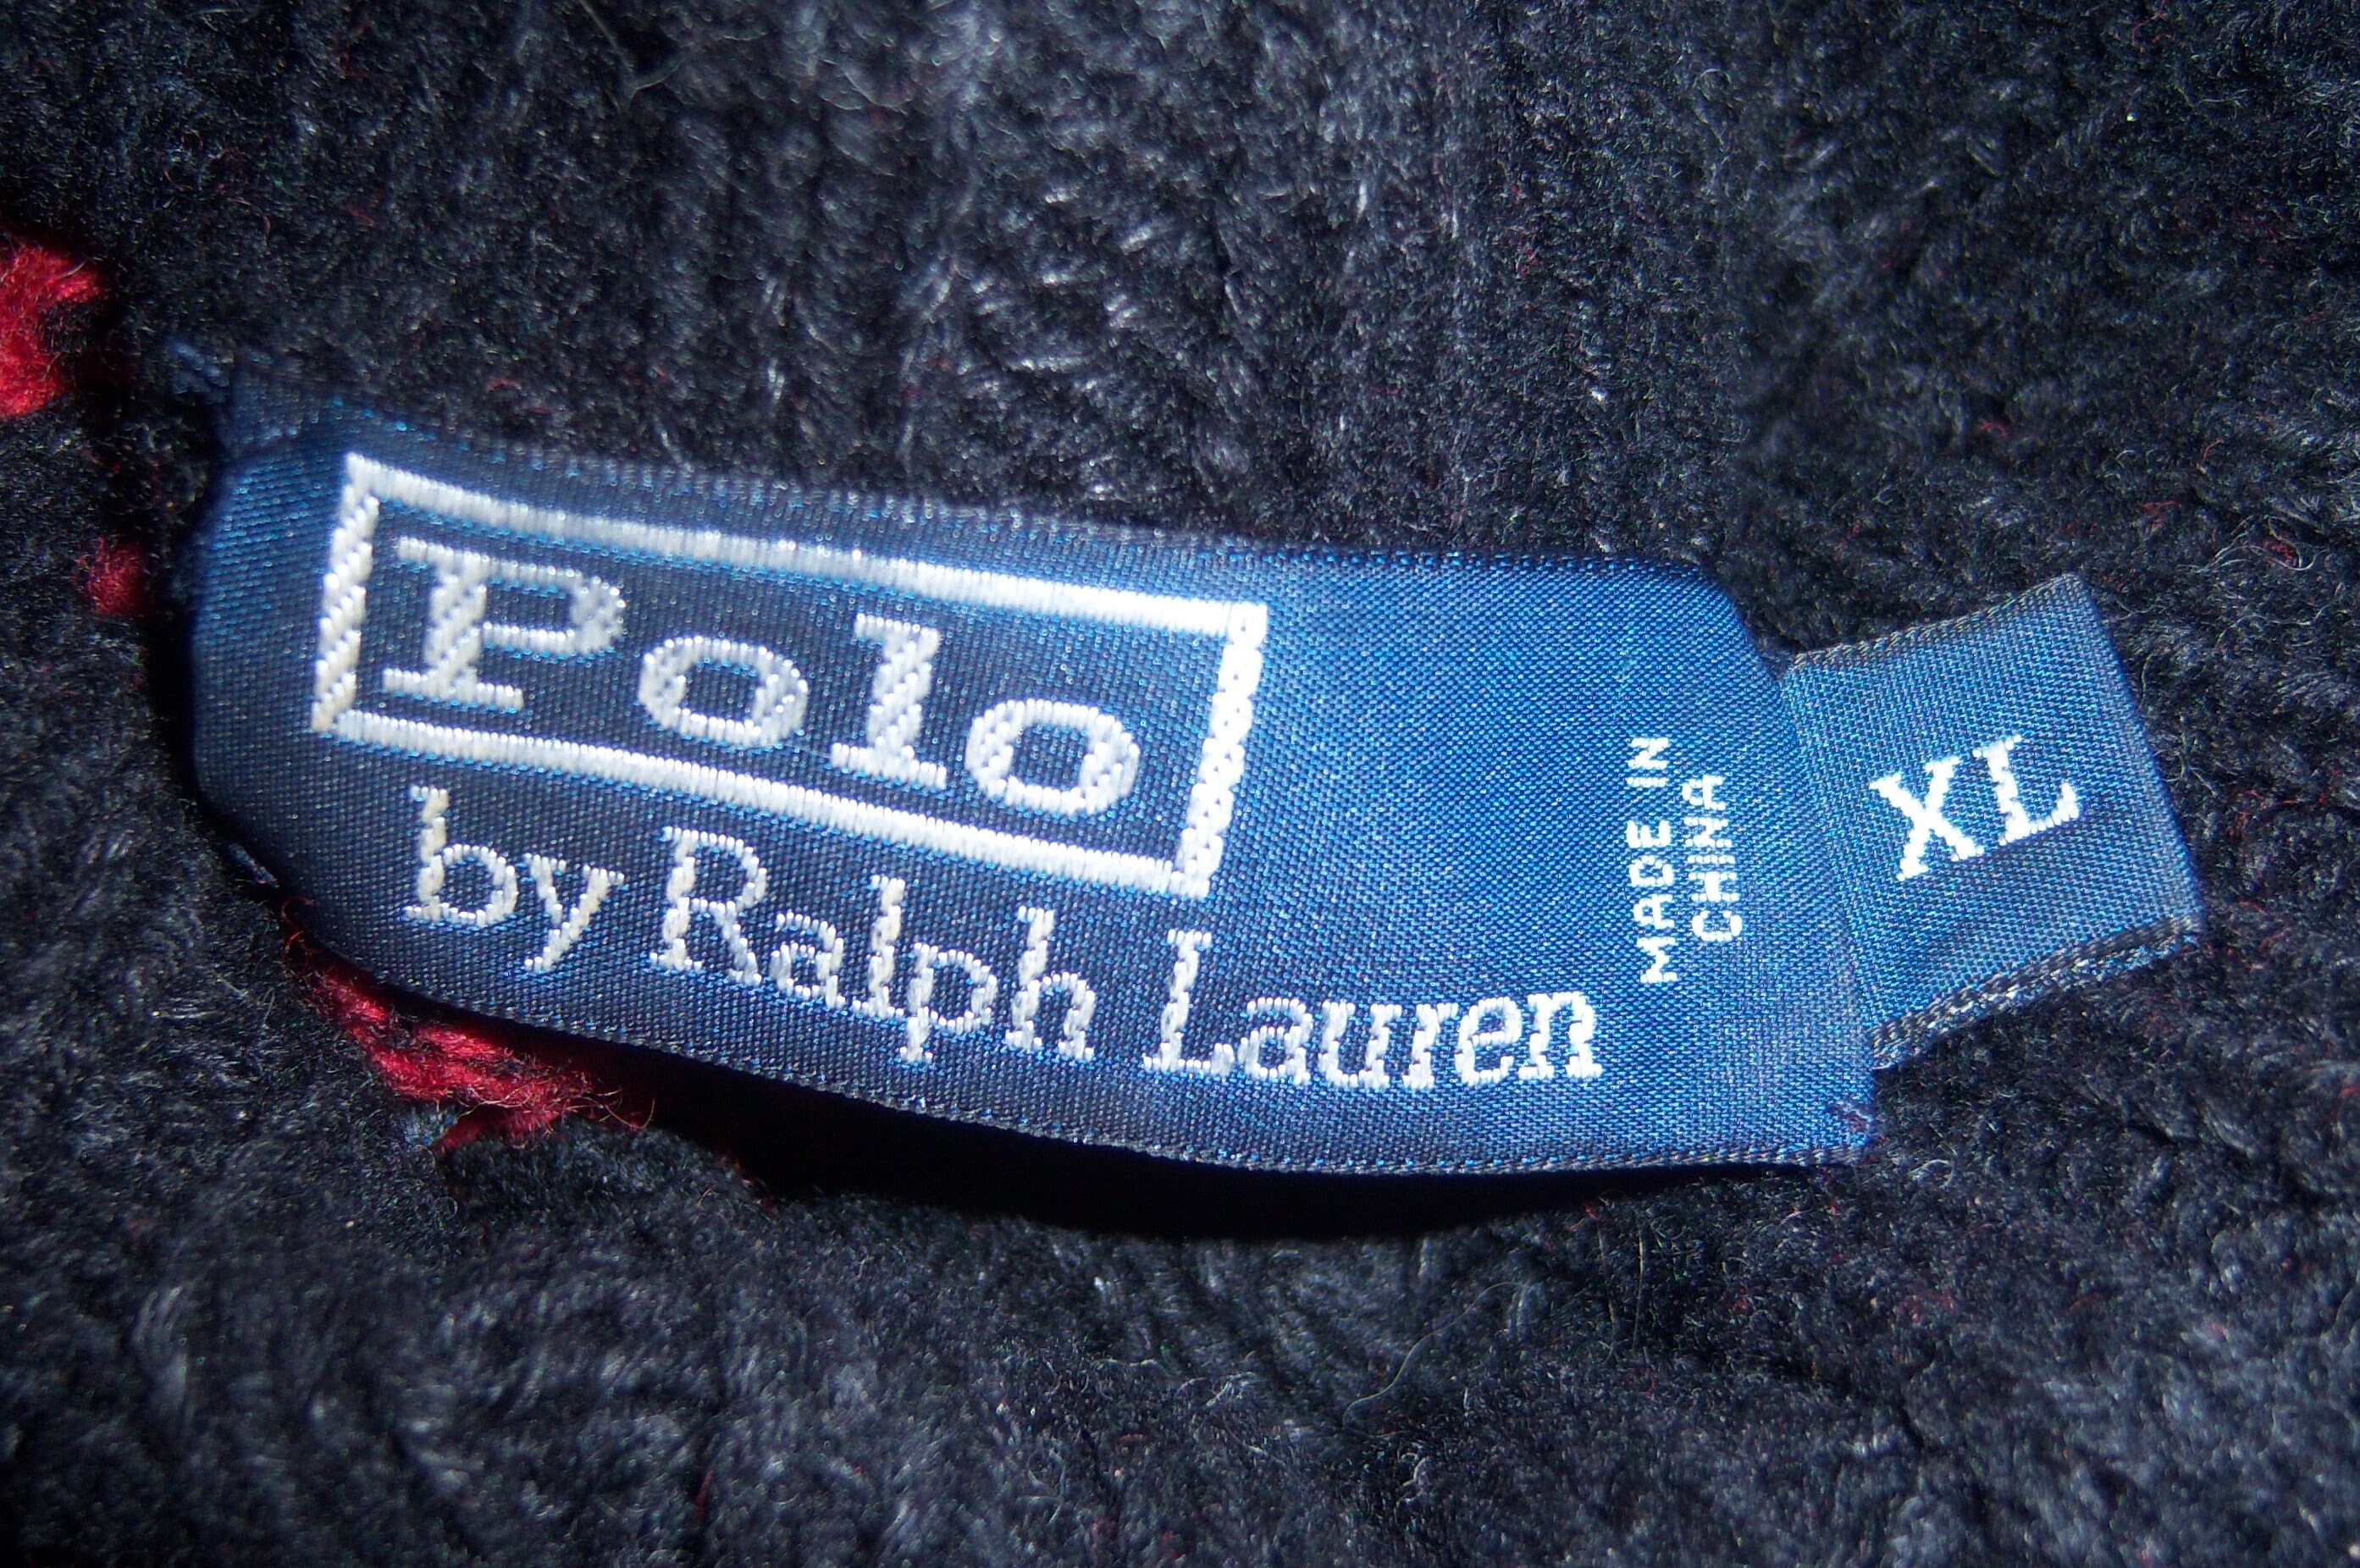 Polo
by Ralph Lauren
MADE IN
CHINA
XL